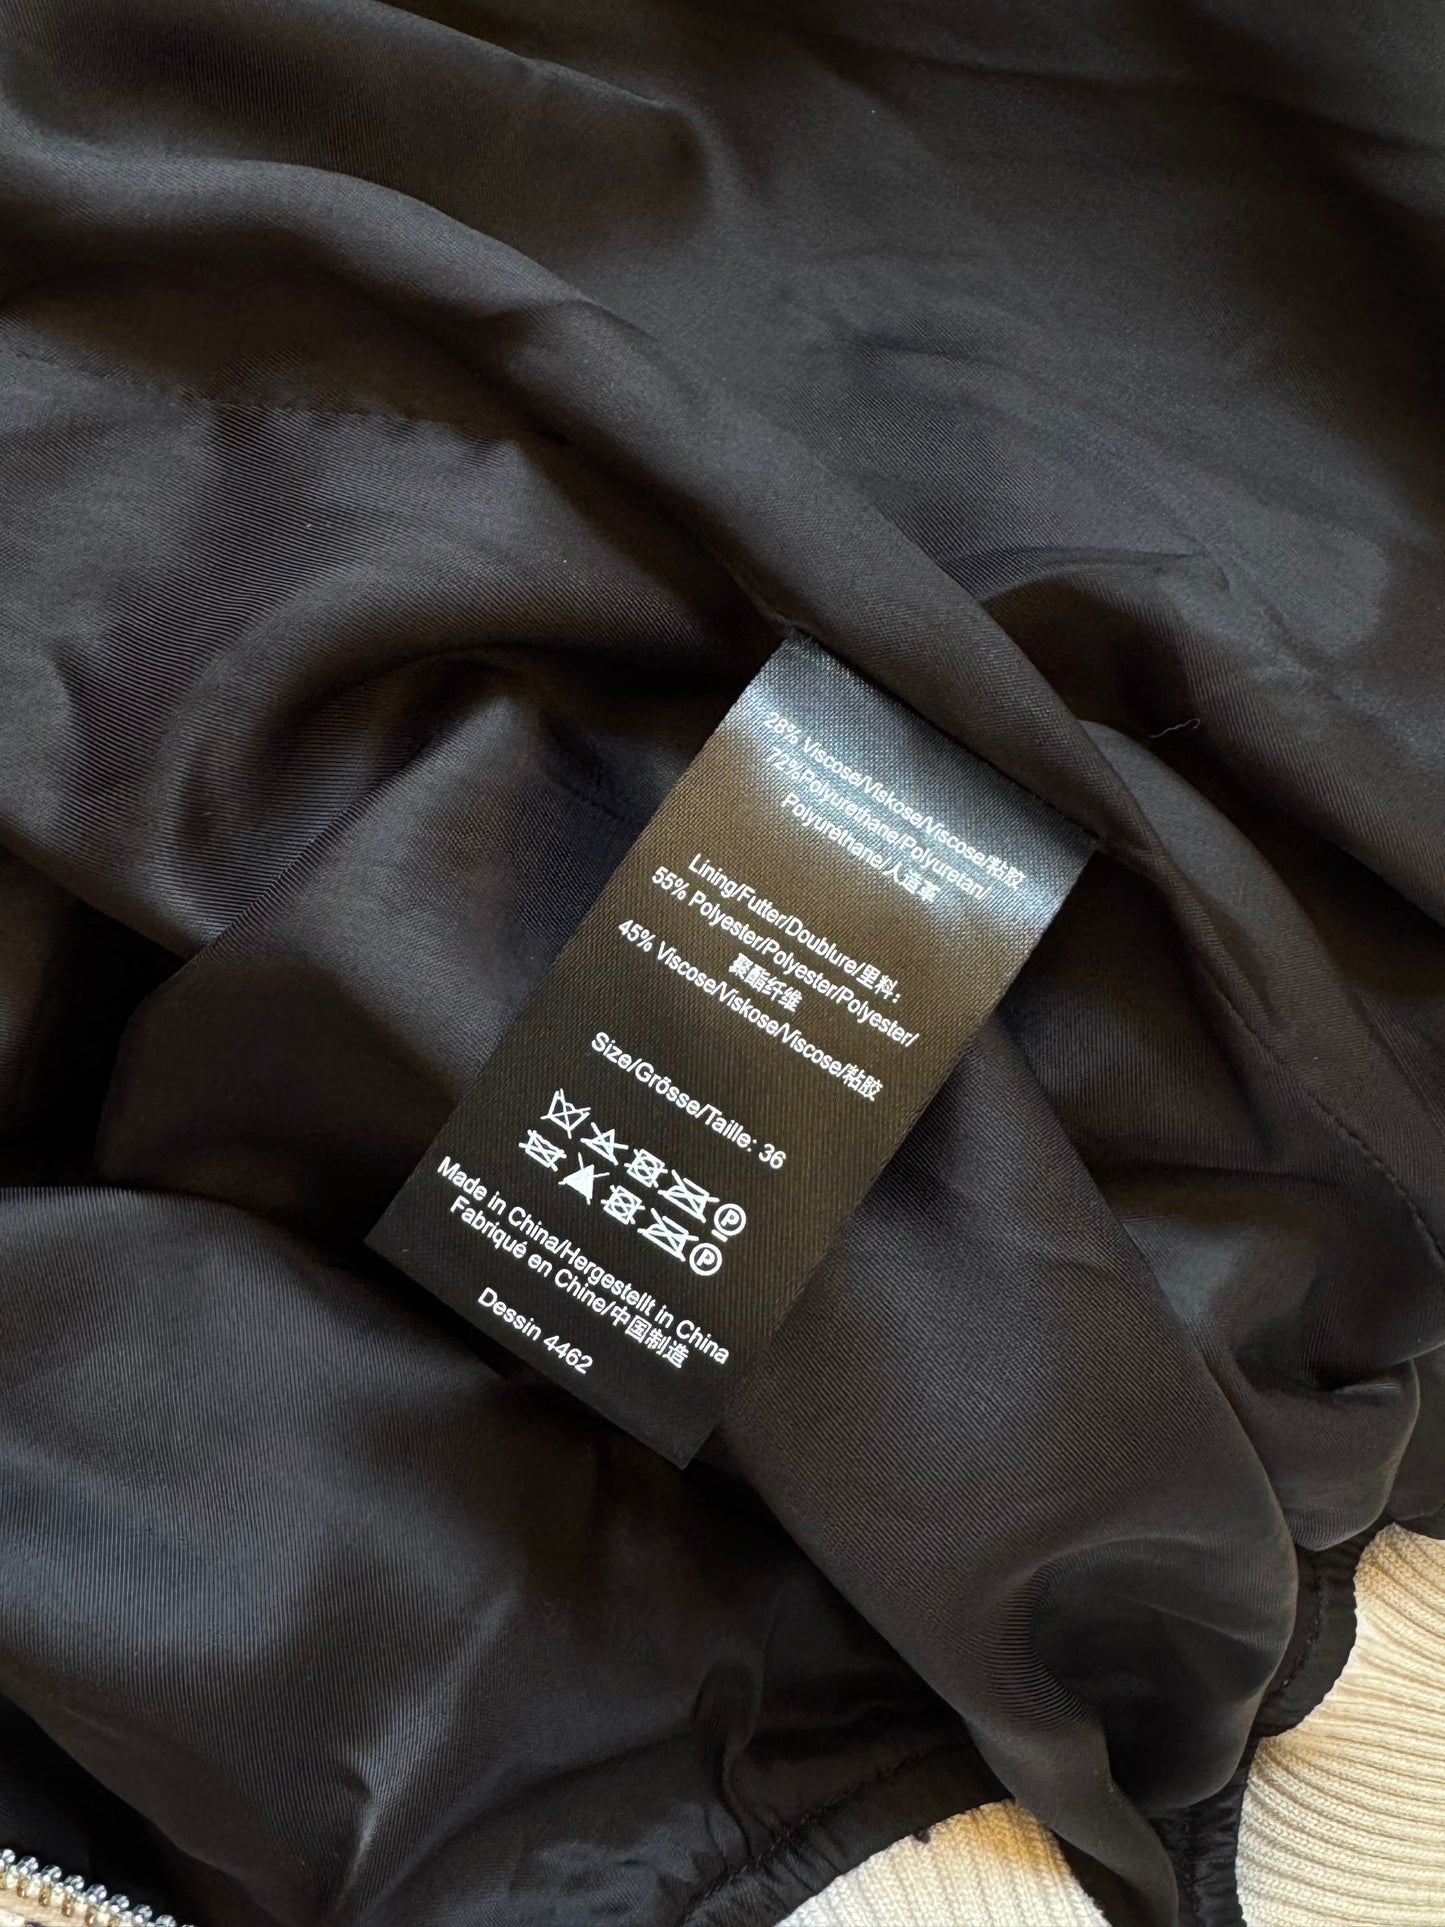 28% Viscose/Viskose/Viscose/粘胶
72%Polyurethane/Polyuretan/
Polyurethane/人造革
Lining/Futter/Doublure/里料：
55% Polyester/Polyester/Polyester/
聚酯纤维
45% Viscose/Viskose/Viscose/粘胶
Size/Grösse/Taille: 36
P
P
Made in China/Hergestellt in China
Fabriqué en Chine/中国制造
Dessin 4462